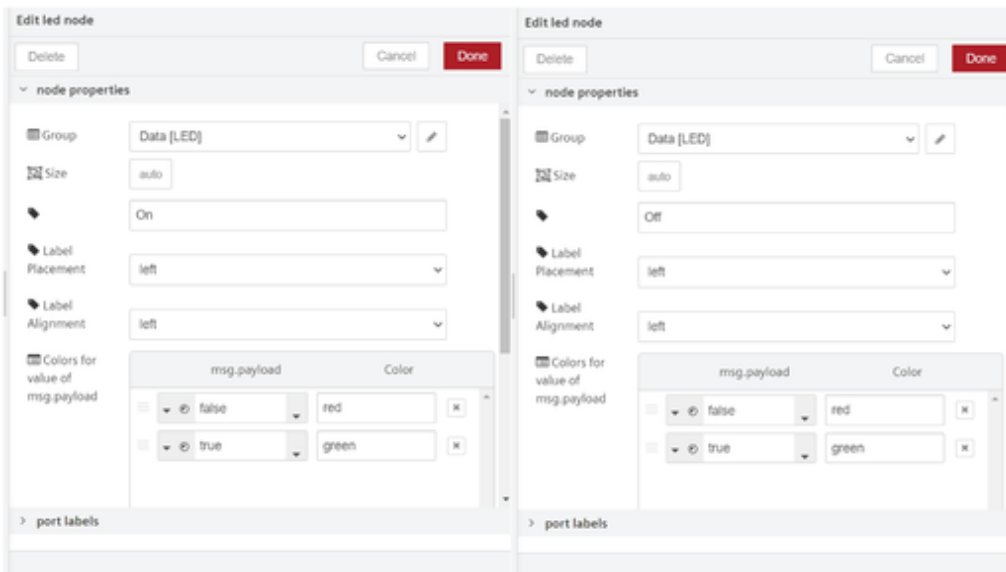 Edit led node
Delete
Cancel
Done
node properties
Group
Data [LED]
Size
auto
On
Label
Placement
left
Label
Alignment
left
Colors for
value of
msg.payload
msg.payload
Color
false
red
true
green
port labels
Edit led node
Delete
Cancel
Done
node properties
Group
Data [LED]
Size
auto
Off
Label
Placement
left
Label
Alignment
left
Colors for
value of
msg.payload
msg.payload
Color
false
red
true
green
port labels